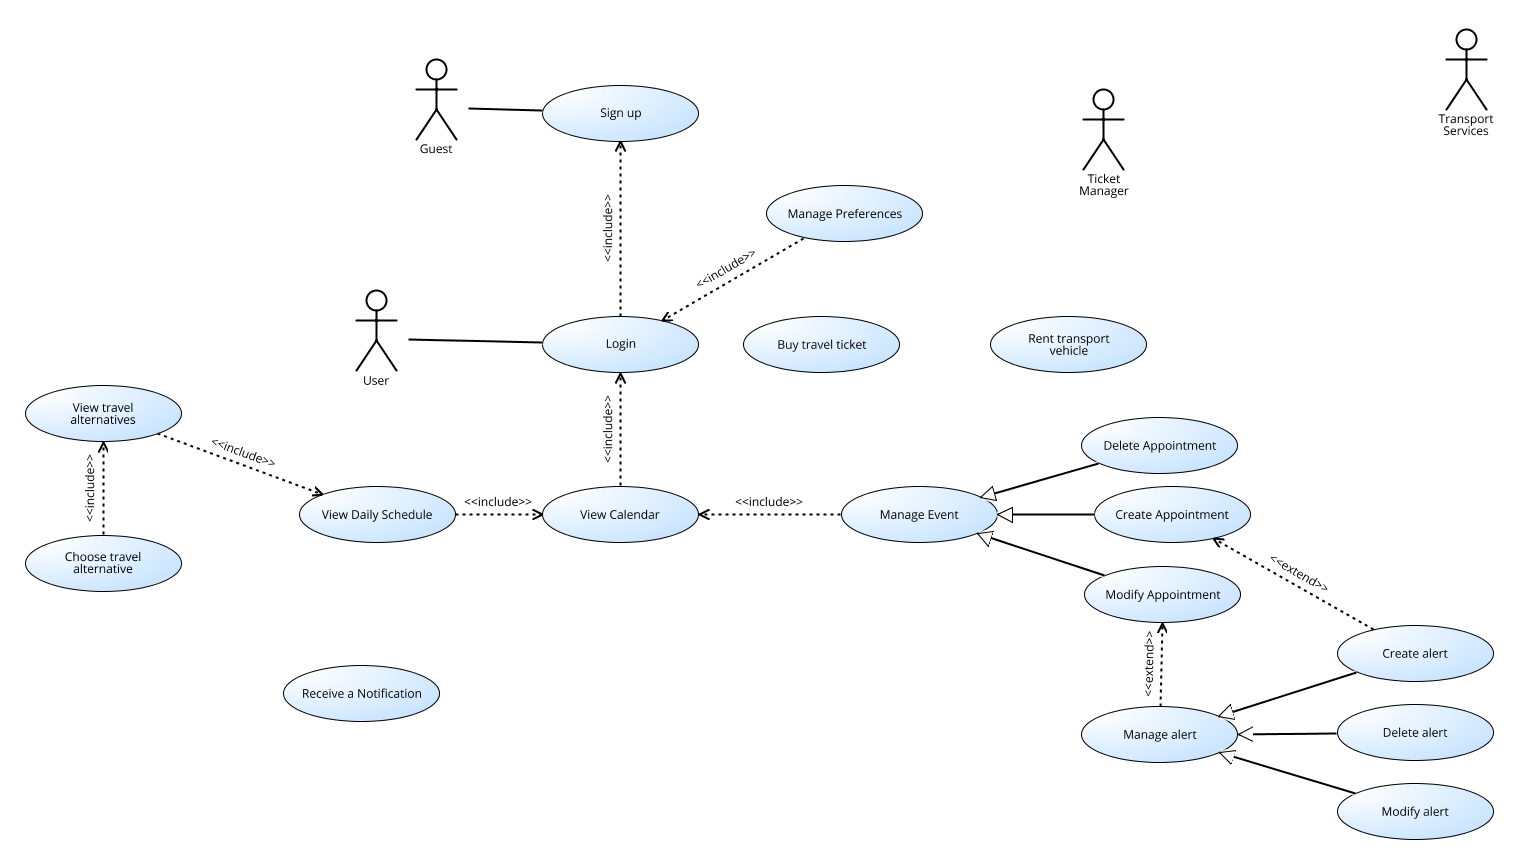 Transport
Services
Guest
Sign up
Ticket
Manager
<<include>>
Manage Preferences
<<include>>
User
Login
Buy travel ticket
Rent transport
vehicle
View travel
alternatives
<<include>>
<<include>>
Delete Appointment
<<include>>
View Daily Schedule
<<include>>
View Calendar
<<include>>
Manage Event
Create Appointment
Choose travel
alternative
<<extend>>
Modify Appointment
<<extend>>
Create alert
Receive a Notification
Manage alert
Delete alert
Modify alert